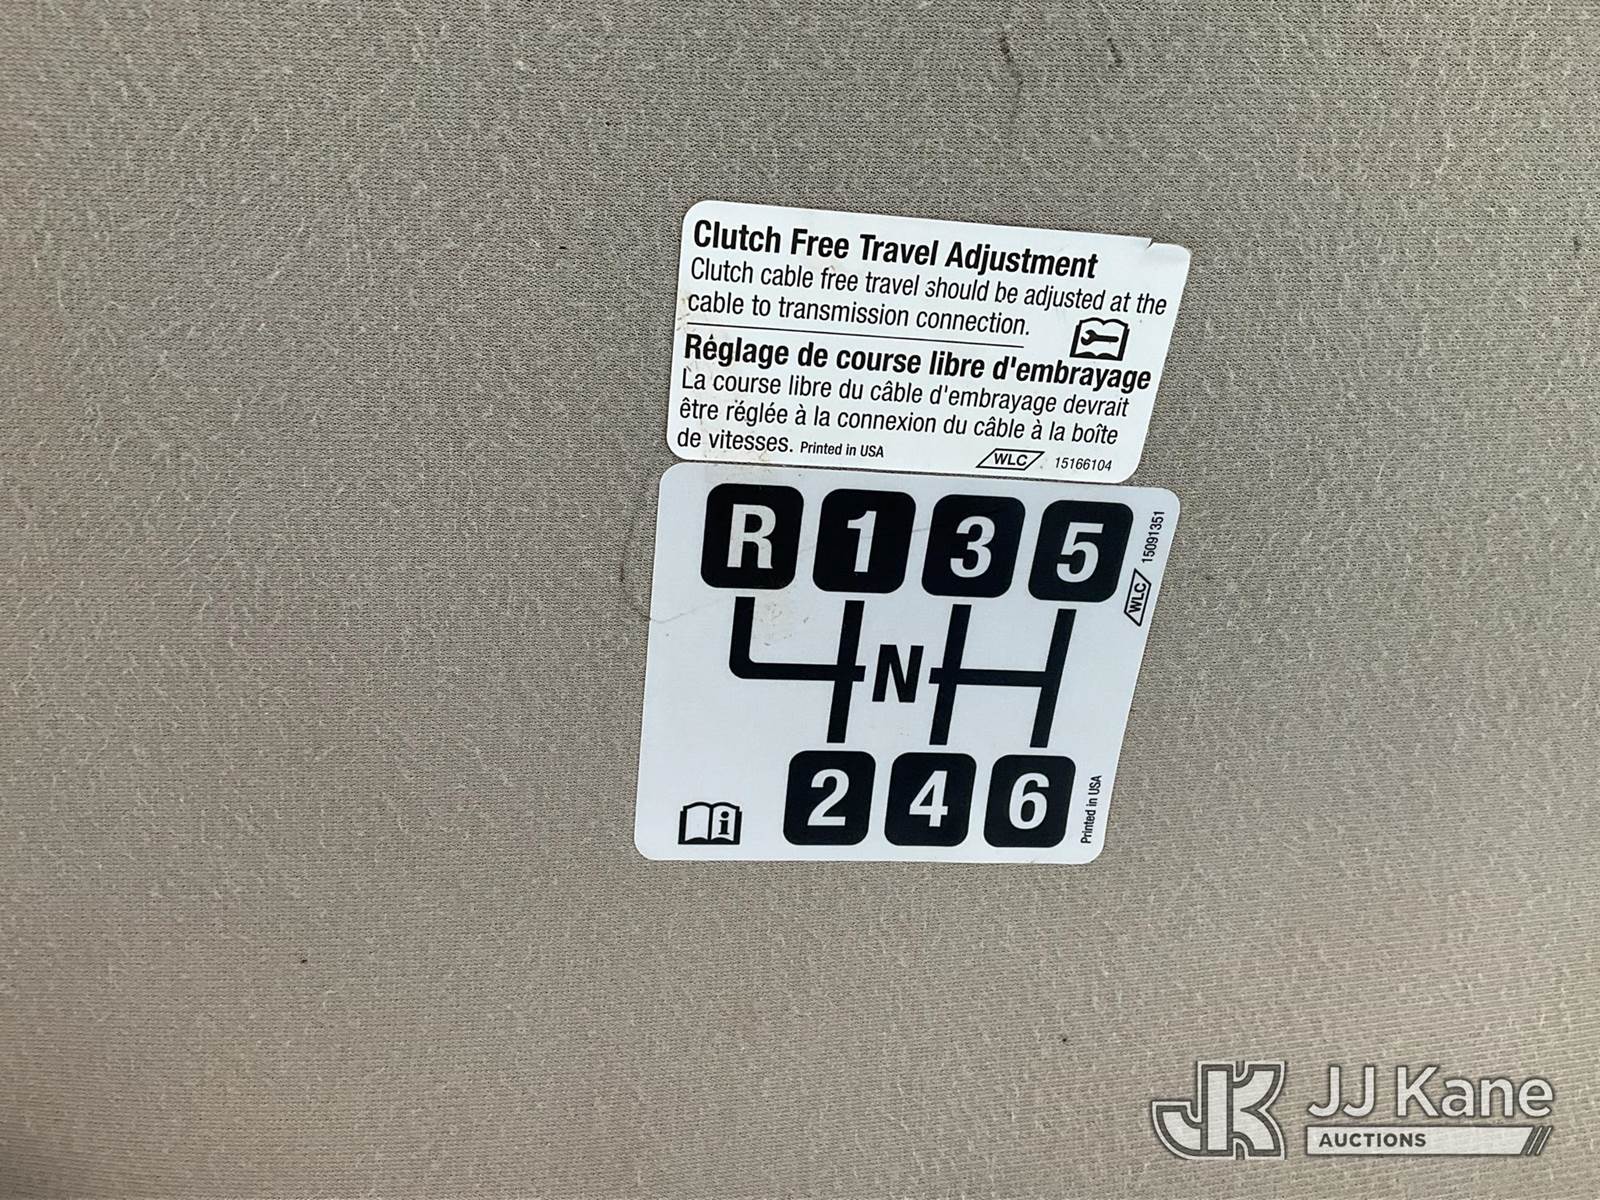 Clutch Free Travel Adjustment
Clutch cable free travel should be adjusted at the
cable to transmission connection.
Réglage de course libre d'embrayage
La course libre du câble d'embrayage devrait
être réglée à la connexion du câble à la boîte
de vitesses. Printed in USA WLC 15166104
R 1 3 5
WLC 15091351
N
2 4 6
Printed in USA
i
JK JJ Kane
AUCTIONS